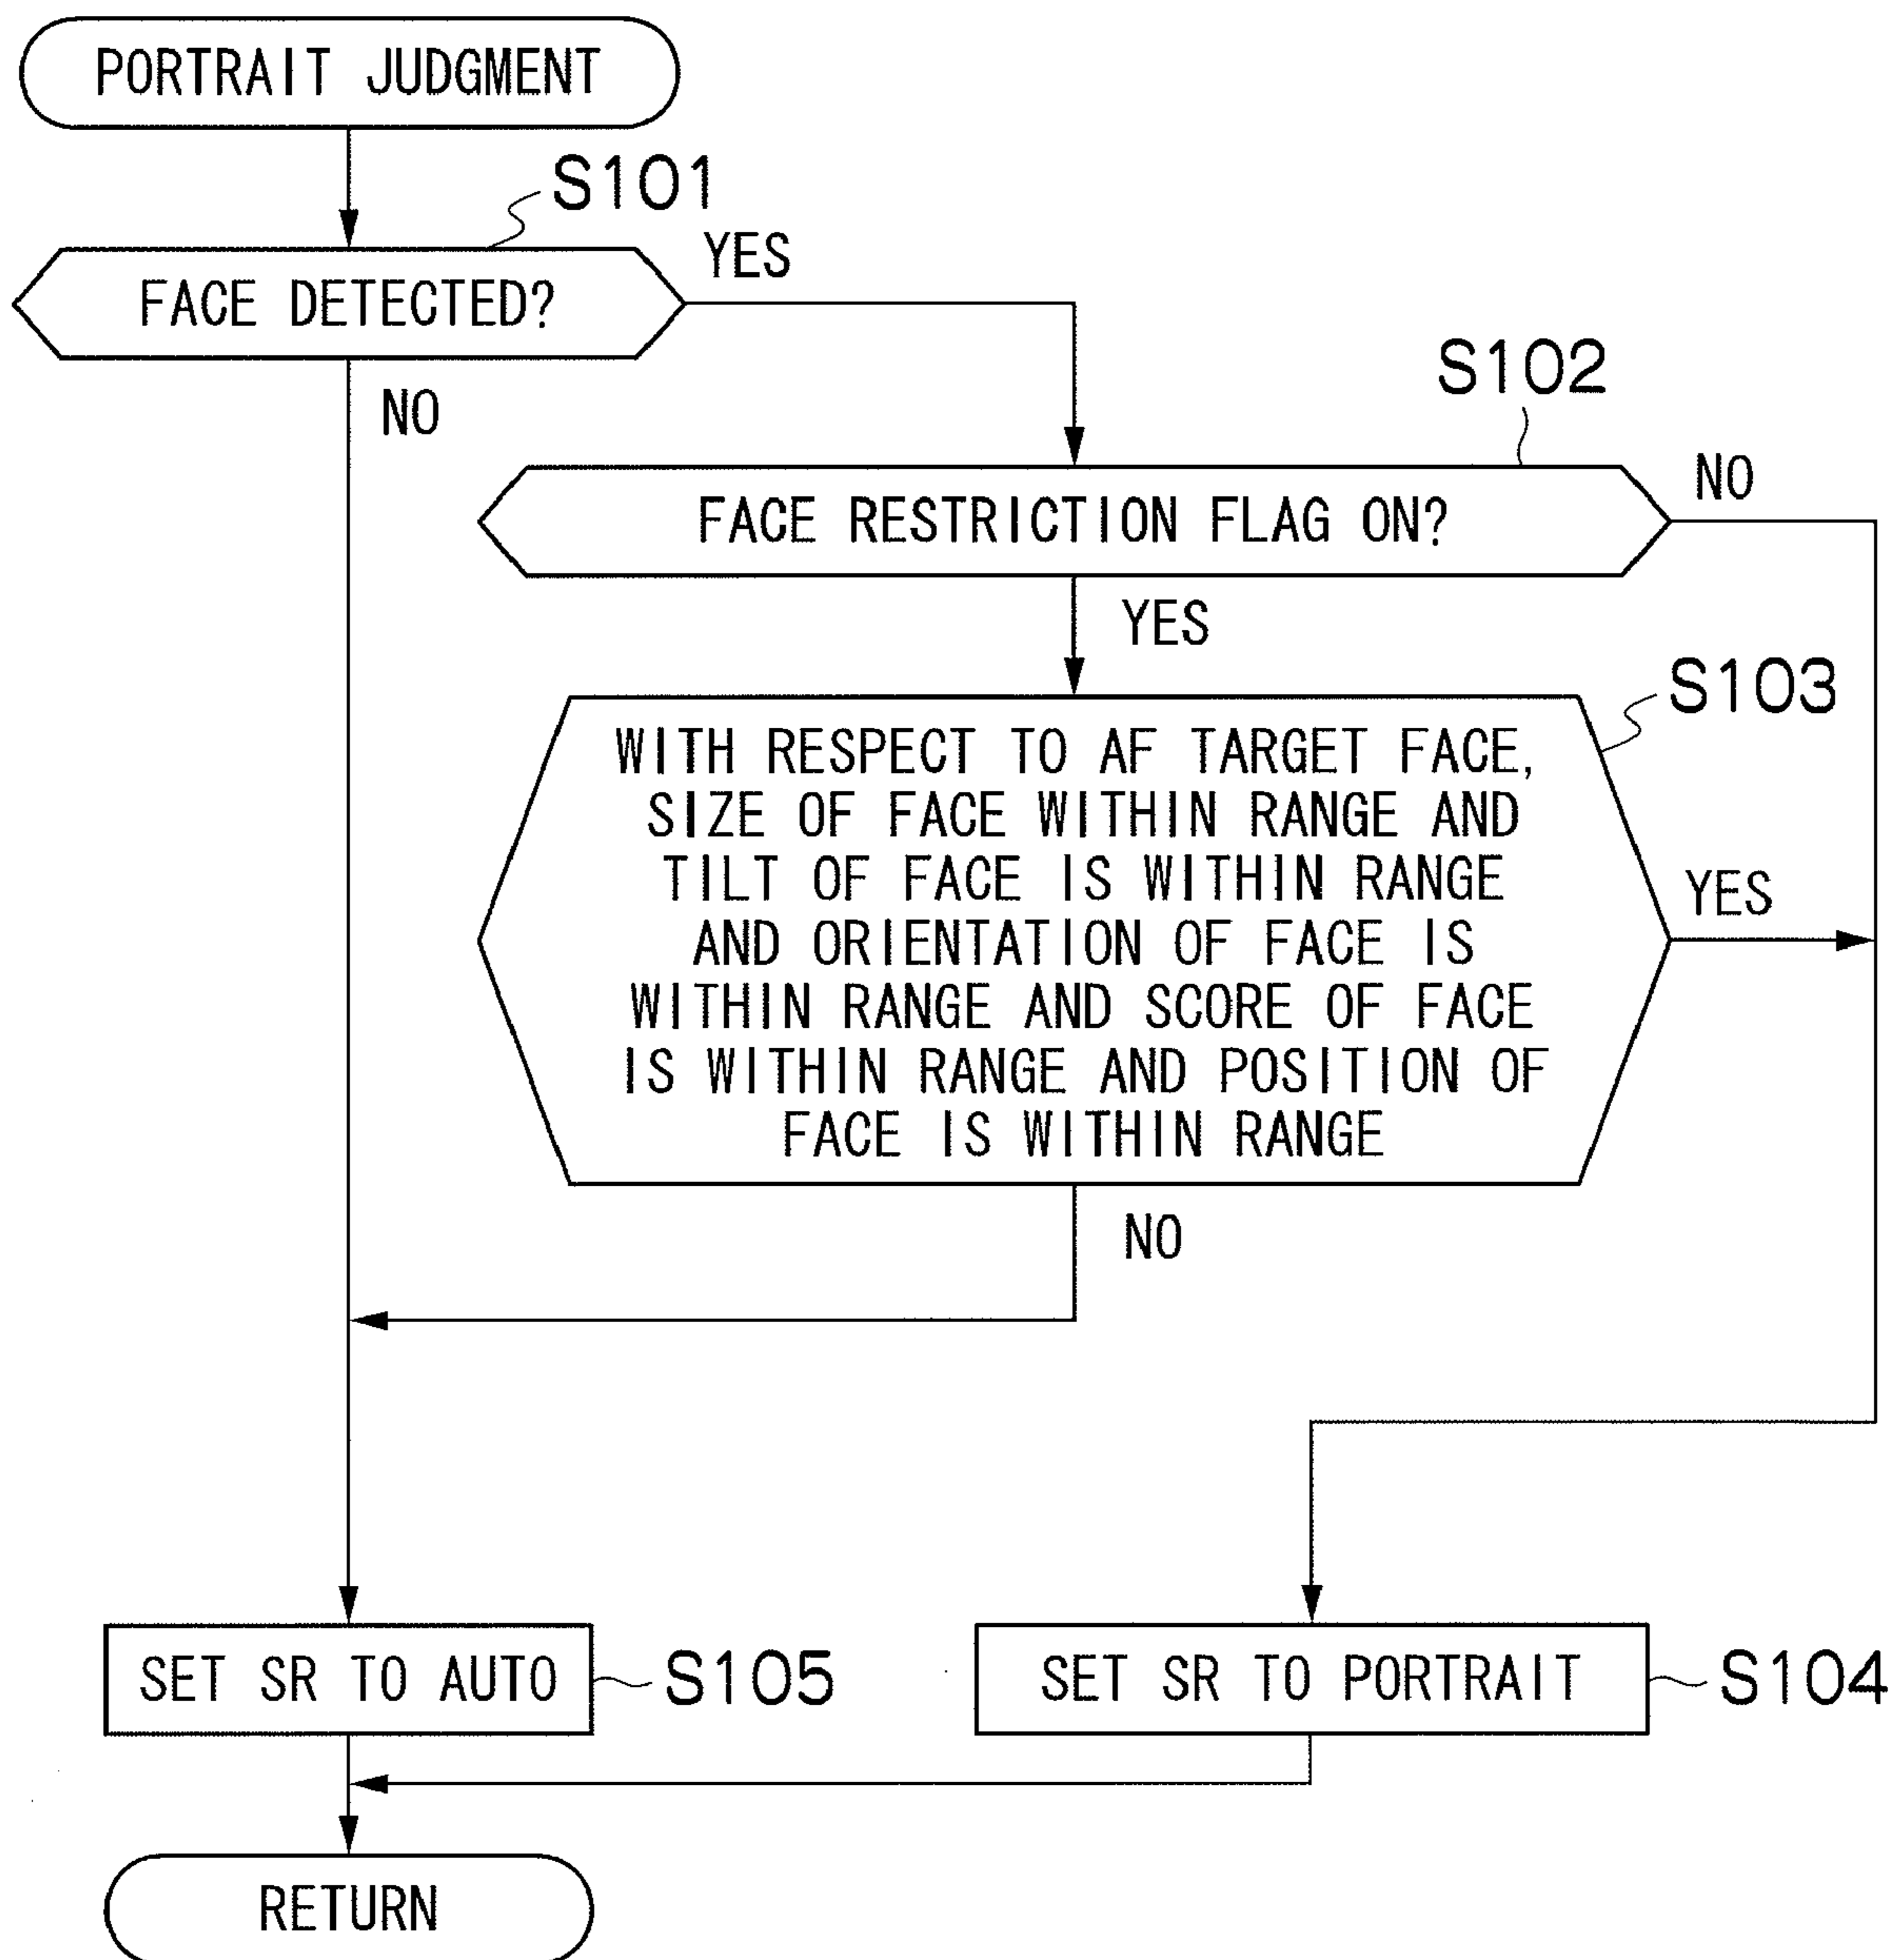 PORTRAIT JUDGMENT
S101
FACE DETECTED?
YES
NO
S102
FACE RESTRICTION FLAG ON?
NO
YES
S103
WITH RESPECT TO AF TARGET FACE,
SIZE OF FACE WITHIN RANGE AND
TILT OF FACE IS WITHIN RANGE
AND ORIENTATION OF FACE IS
WITHIN RANGE AND SCORE OF FACE
IS WITHIN RANGE AND POSITION OF
FACE IS WITHIN RANGE
YES
NO
SET SR TO AUTO
S105
SET SR TO PORTRAIT
S104
RETURN